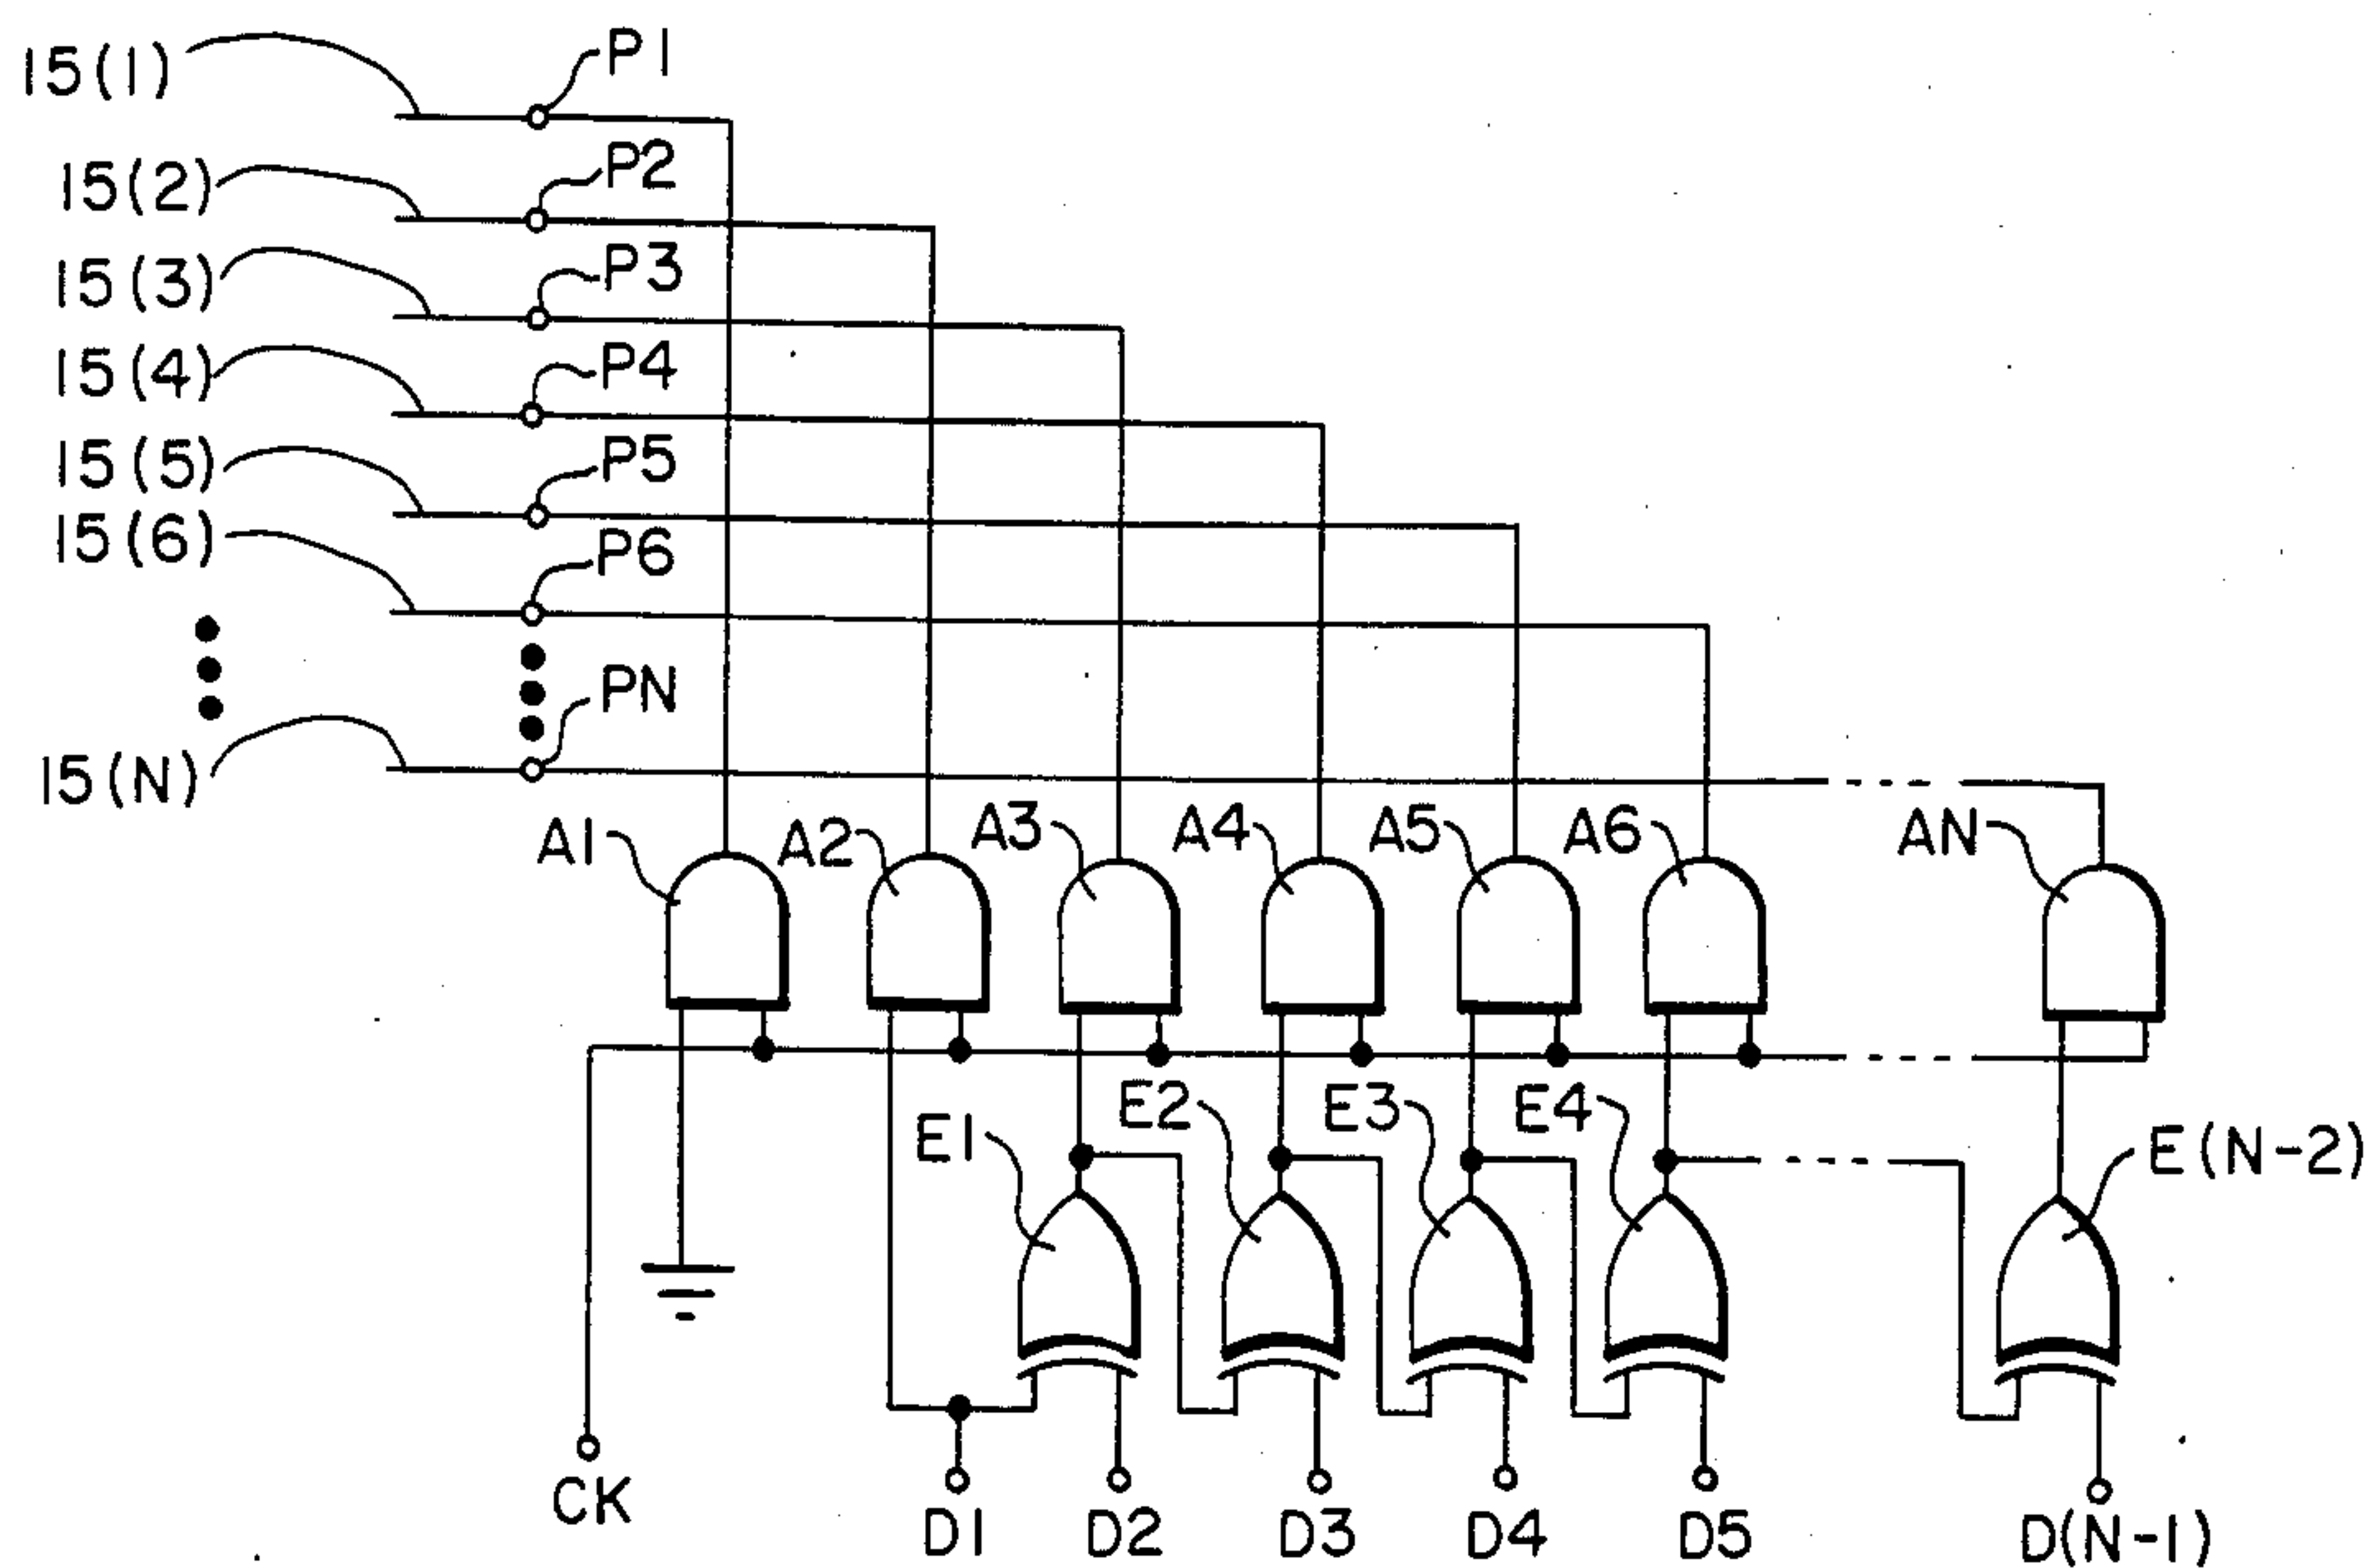 15(1)
P1
15(2)
P2
15(3)
P3
15(4)
P4
15(5)
P5
15(6)
P6
15(N)
PN
A1
A2
A3
A4
A5
A6
AN
E1
E2
E3
E4
E(N-2)
CK
D1
D2
D3
D4
D5
D(N-1)